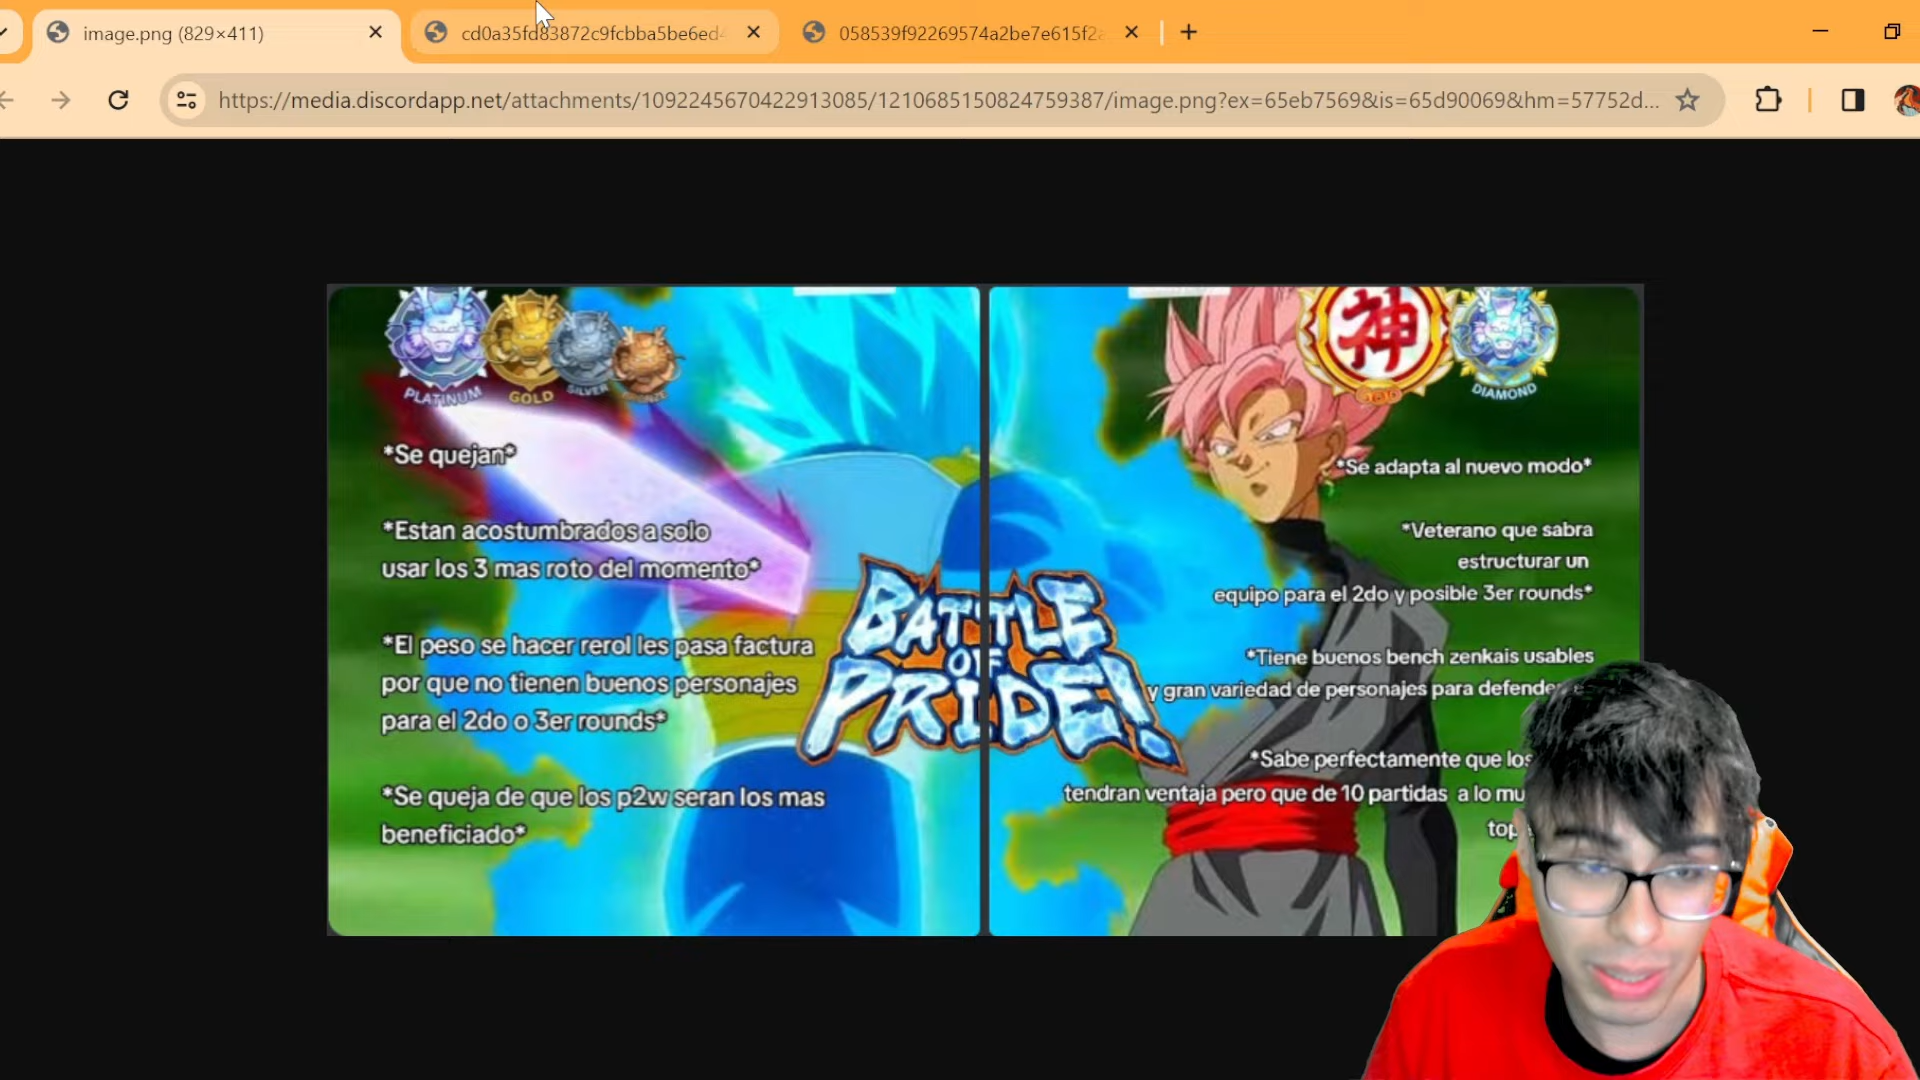 image.png (829×411)
cd0a35fd83872c9fcbba5be6ed
058539f92269574a2be7e615f2
https://media.discordapp.net/attachments/1092245670422913085/1210685150824759387/image.png?ex=65eb7569&is=65d90069&hm=57752d...
PLATINUM
GOLD
SILVER
BRONZE
*Se quejan*
*Estan acostumbrados a solo
usar los 3 mas roto del momento*
*El peso se hacer rerol les pasa factura
por que no tienen buenos personajes
para el 2do o 3er rounds*
*Se queja de que los p2w seran los mas
beneficiado*
BATTLE
OF
PRIDE!
神
DIAMOND
*Se adapta al nuevo modo*
*Veterano que sabra
estructurar un
equipo para el 2do y posible 3er rounds*
*Tiene buenos bench zenkais usables
y gran variedad de personajes para defender
*Sabe perfectamente que los
tendran ventaja pero que de 10 partidas a lo mu
top